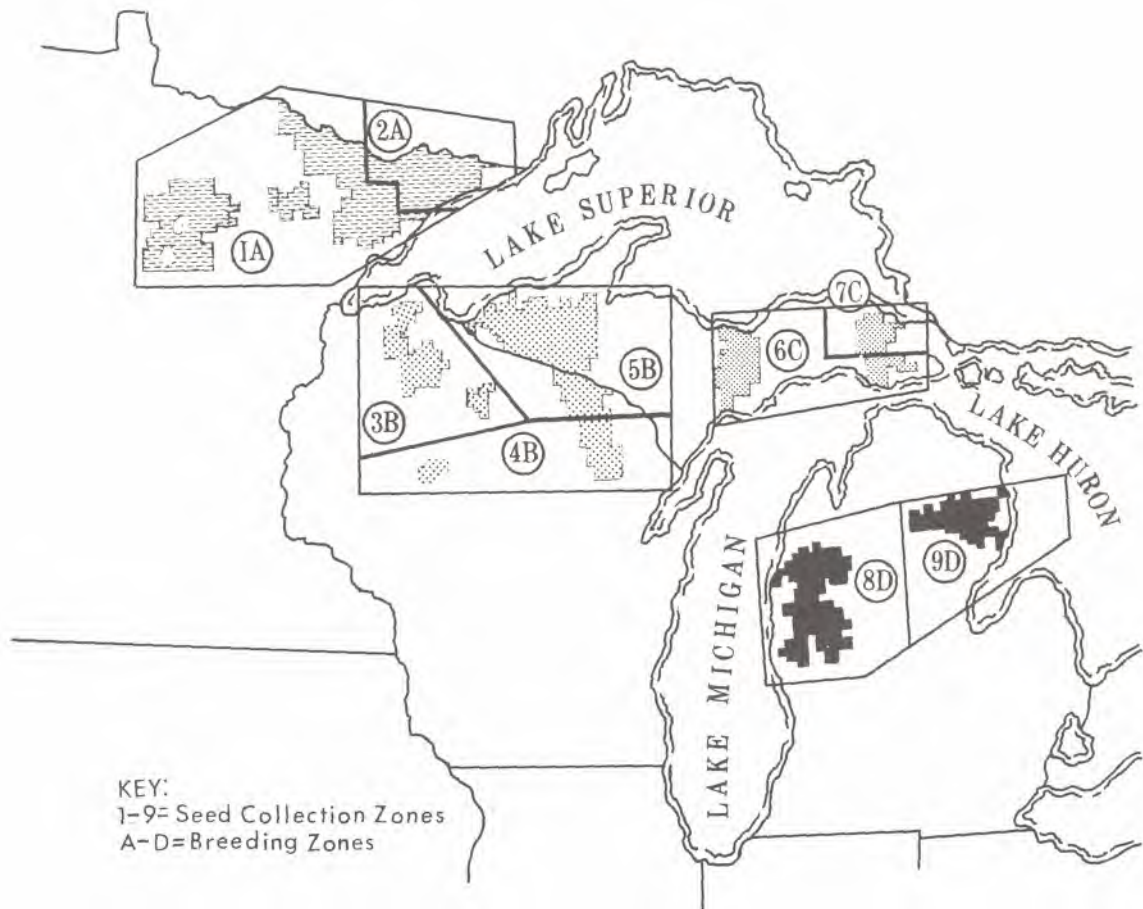 2A
1A
LAKE SUPERIOR
7C
6C
5B
3B
4B
LAKE HURON
9D
8D
LAKE MICHIGAN
KEY:
1-9= Seed Collection Zones
A-D= Breeding Zones